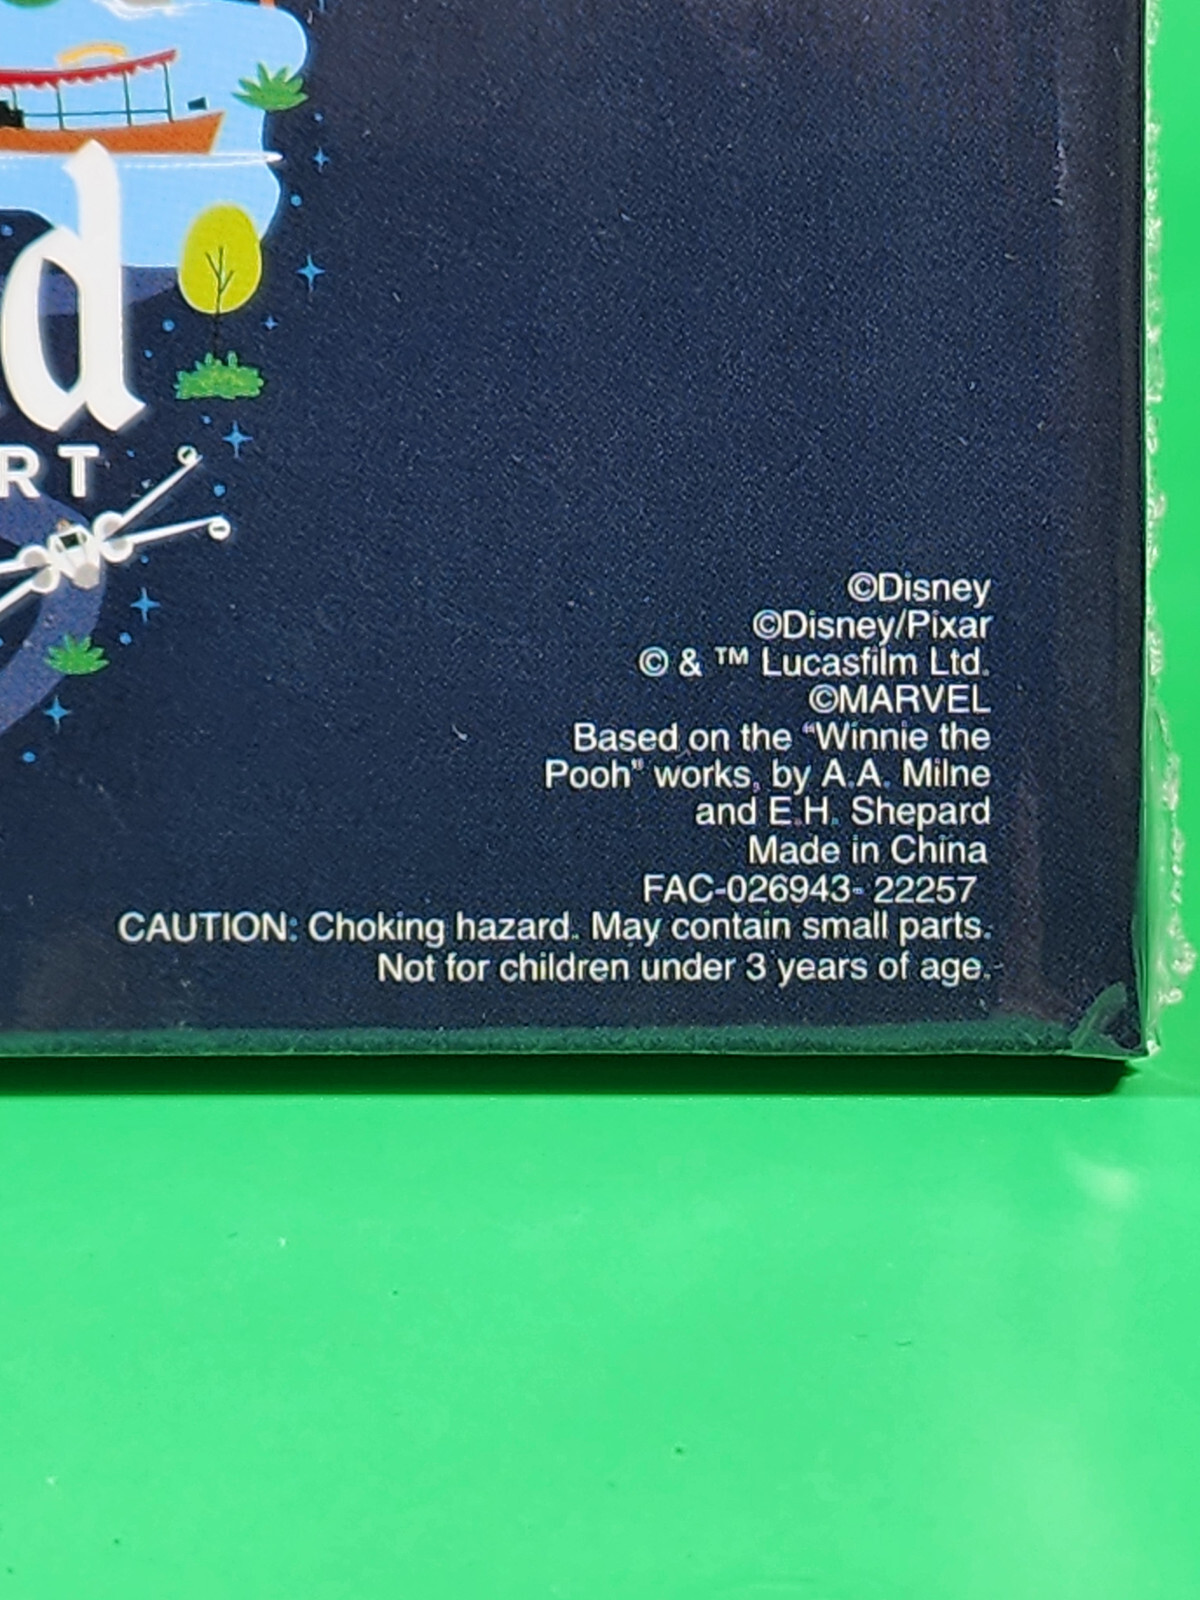 d
RT
©Disney
©Disney/Pixar
© & ™ Lucasfilm Ltd.
©MARVEL
Based on the "Winnie the
Pooh" works, by A.A. Milne
and E.H. Shepard
Made in China
FAC-026943- 22257
CAUTION: Choking hazard. May contain small parts.
Not for children under 3 years of age.